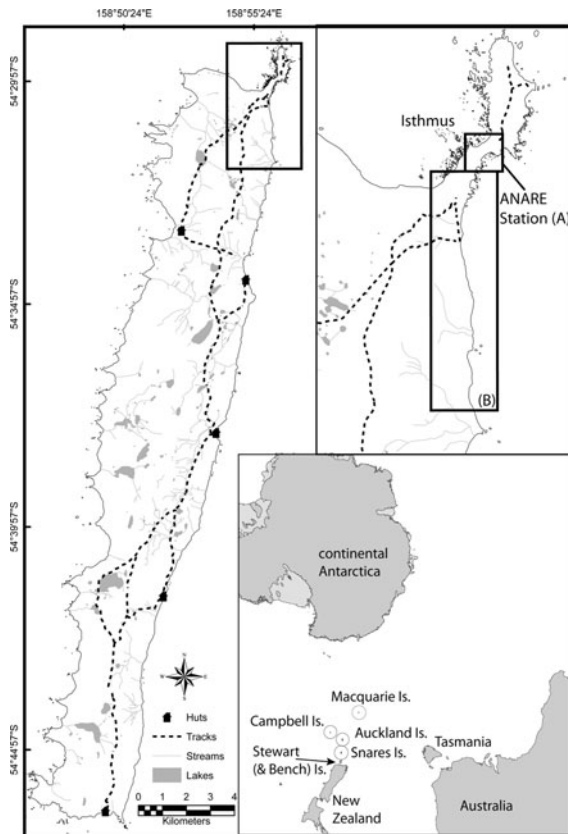 158°50'24"E
158°55'24"E
54°29'57"S
54°34'57"S
54°39'57"S
54°44'57"S
Huts
Tracks
Streams
Lakes
0 1 2 3 4
Kilometers
Isthmus
ANARE
Station (A)
(B)
continental
Antarctica
Macquarie Is.
Campbell Is.
Auckland Is.
Snares Is.
Stewart
(& Bench) Is.
Tasmania
New
Zealand
Australia